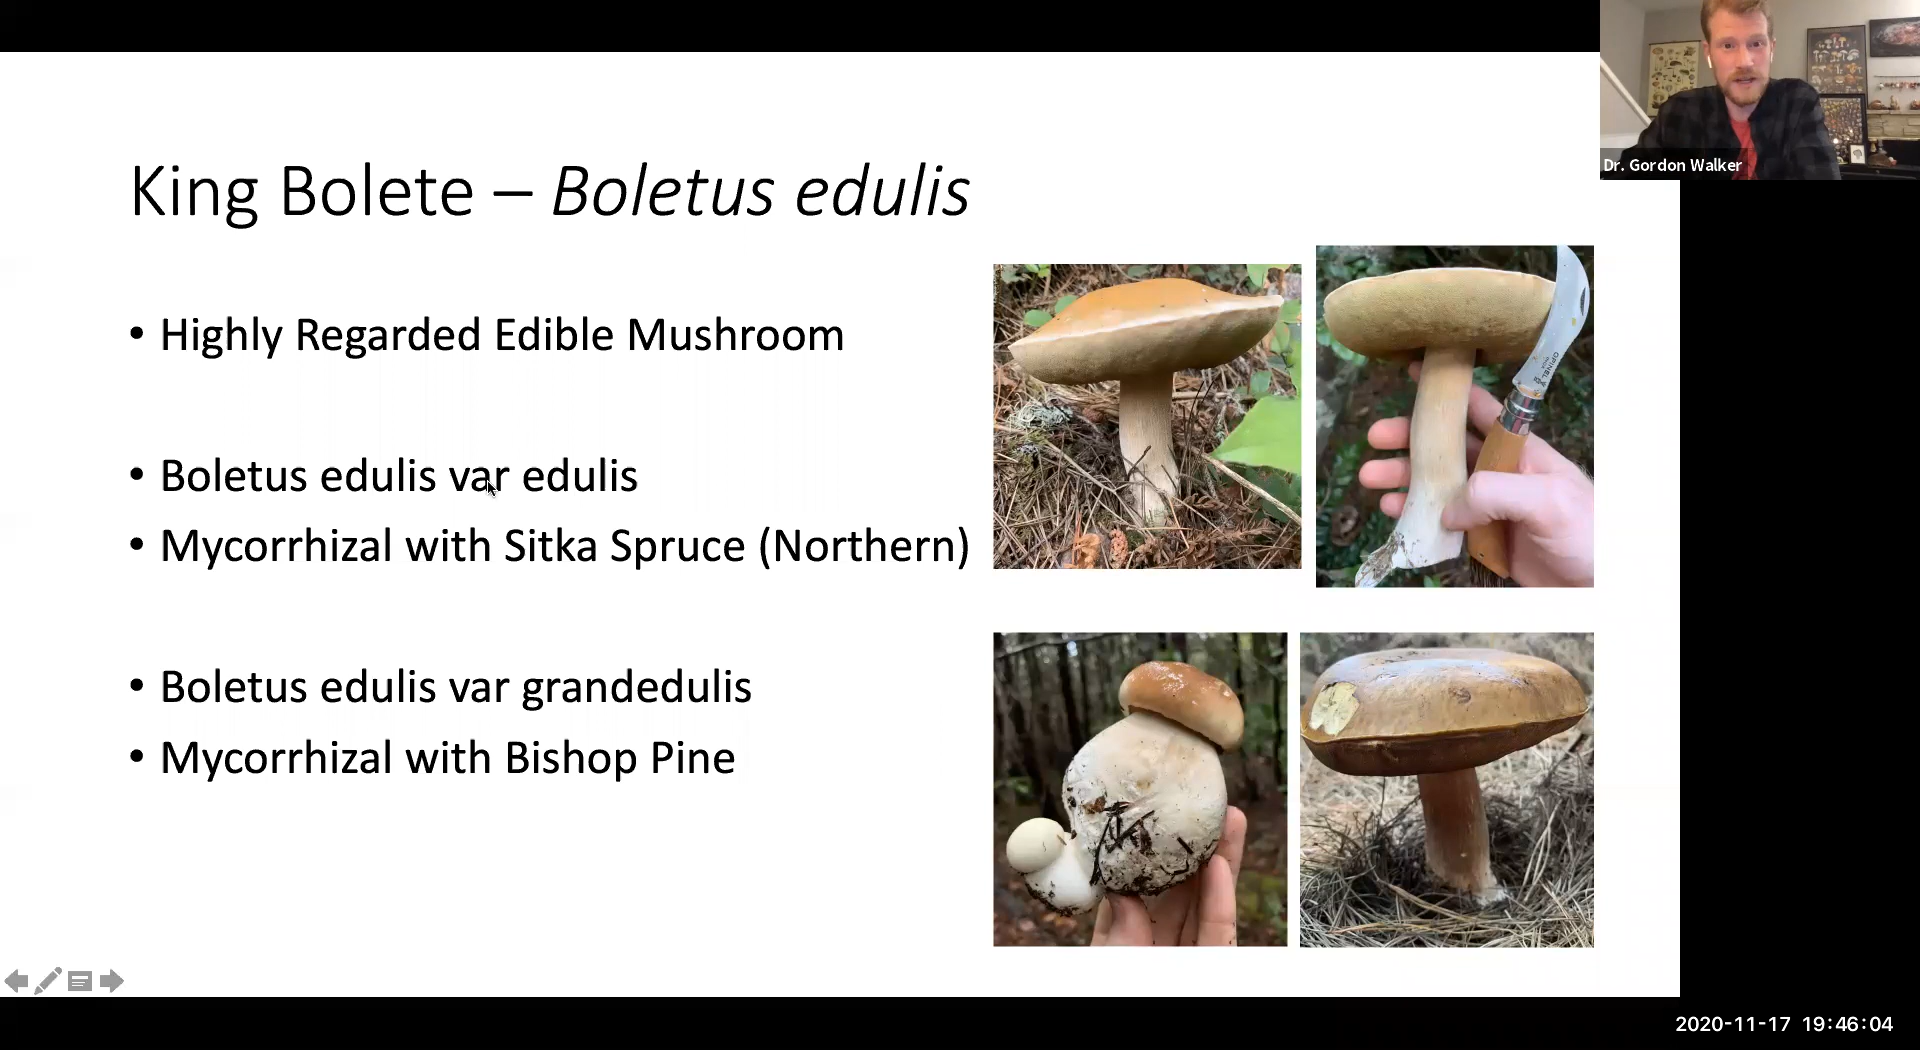 Dr. Gordon Walker
King Bolete – Boletus edulis
• Highly Regarded Edible Mushroom
• Boletus edulis var edulis
• Mycorrhizal with Sitka Spruce (Northern)
• Boletus edulis var grandedulis
• Mycorrhizal with Bishop Pine
OPINEL
2020-11-17 19:46:04